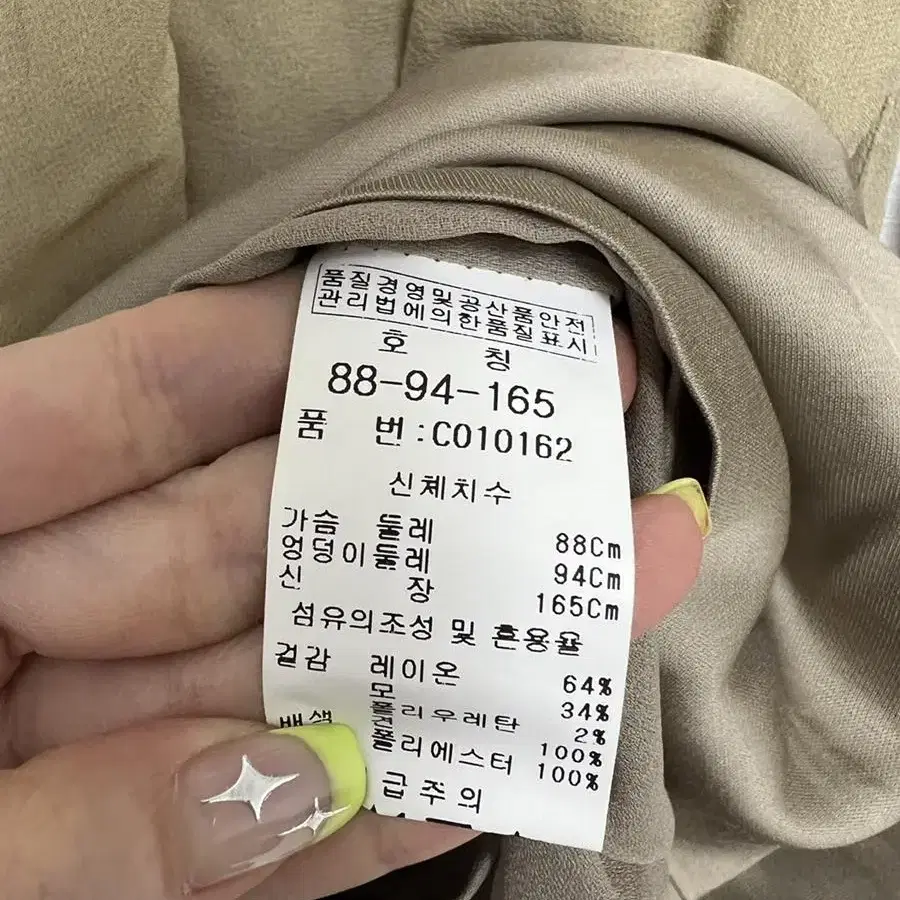 품질경영및공산품안전
관리법에의한품질표시
호 칭
88-94-165
품 번:C010162
신체치수
가슴 둘레 88Cm
엉덩이둘레 94Cm
신 장 165Cm
섬유의조성 및 혼용율
겉감 레이온 64%
모 34%
폴리우레탄 2%
배색 견 100%
폴리에스터 100%
급주의